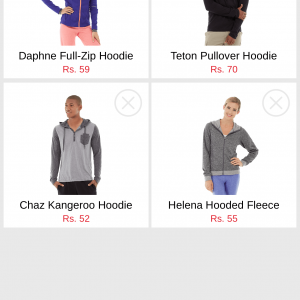 Daphne Full-Zip Hoodie
Rs. 59
Teton Pullover Hoodie
Rs. 70
Chaz Kangeroo Hoodie
Rs. 52
Helena Hooded Fleece
Rs. 55